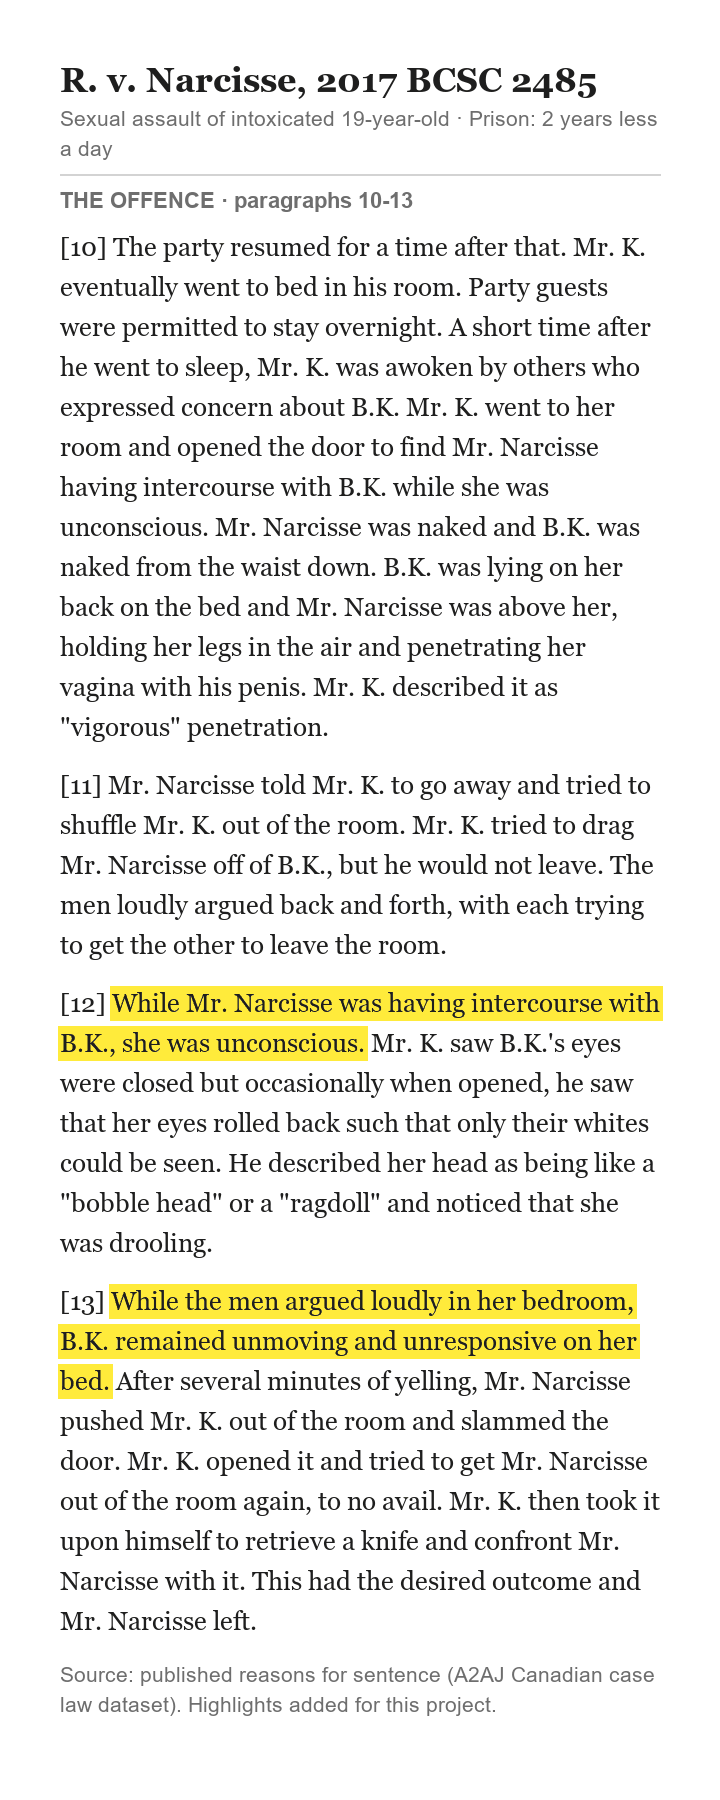 R. v. Narcisse, 2017 BCSC 2485
Sexual assault of intoxicated 19-year-old · Prison: 2 years less
a day
THE OFFENCE · paragraphs 10-13
[10] The party resumed for a time after that. Mr. K.
eventually went to bed in his room. Party guests
were permitted to stay overnight. A short time after
he went to sleep, Mr. K. was awoken by others who
expressed concern about B.K. Mr. K. went to her
room and opened the door to find Mr. Narcisse
having intercourse with B.K. while she was
unconscious. Mr. Narcisse was naked and B.K. was
naked from the waist down. B.K. was lying on her
back on the bed and Mr. Narcisse was above her,
holding her legs in the air and penetrating her
vagina with his penis. Mr. K. described it as
"vigorous" penetration.
[11] Mr. Narcisse told Mr. K. to go away and tried to
shuffle Mr. K. out of the room. Mr. K. tried to drag
Mr. Narcisse off of B.K., but he would not leave. The
men loudly argued back and forth, with each trying
to get the other to leave the room.
[12] While Mr. Narcisse was having intercourse with
B.K., she was unconscious. Mr. K. saw B.K.'s eyes
were closed but occasionally when opened, he saw
that her eyes rolled back such that only their whites
could be seen. He described her head as being like a
"bobble head" or a "ragdoll" and noticed that she
was drooling.
[13] While the men argued loudly in her bedroom,
B.K. remained unmoving and unresponsive on her
bed. After several minutes of yelling, Mr. Narcisse
pushed Mr. K. out of the room and slammed the
door. Mr. K. opened it and tried to get Mr. Narcisse
out of the room again, to no avail. Mr. K. then took it
upon himself to retrieve a knife and confront Mr.
Narcisse with it. This had the desired outcome and
Mr. Narcisse left.
Source: published reasons for sentence (A2AJ Canadian case
law dataset). Highlights added for this project.